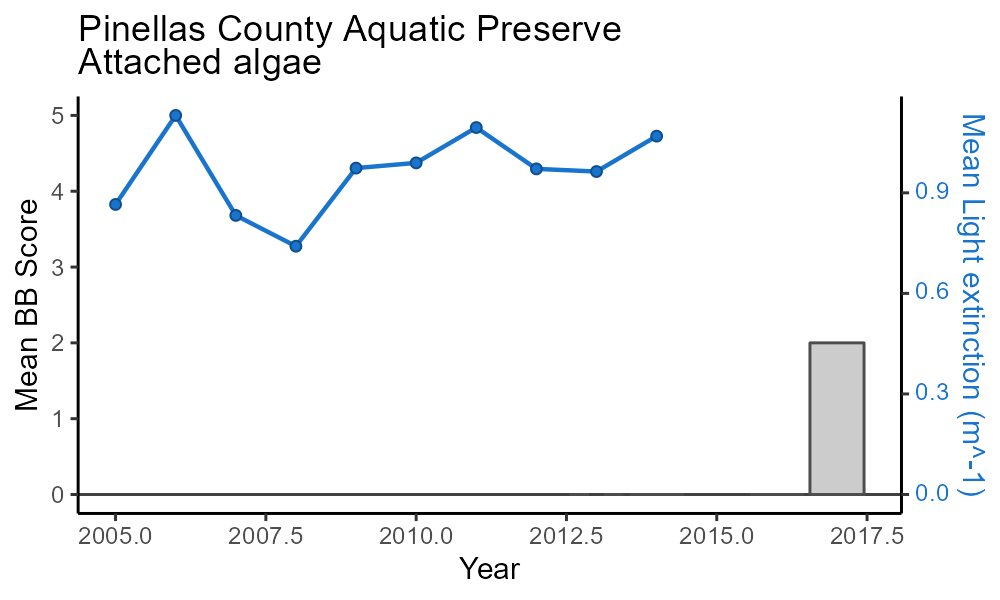 Pinellas County Aquatic Preserve
Attached algae
5
4
3
2
1
0
Mean BB Score
0.9
0.6
0.3
0.0
Mean Light extinction (m^-1)
2005.0 2007.5 2010.0 2012.5 2015.0 2017.5
Year